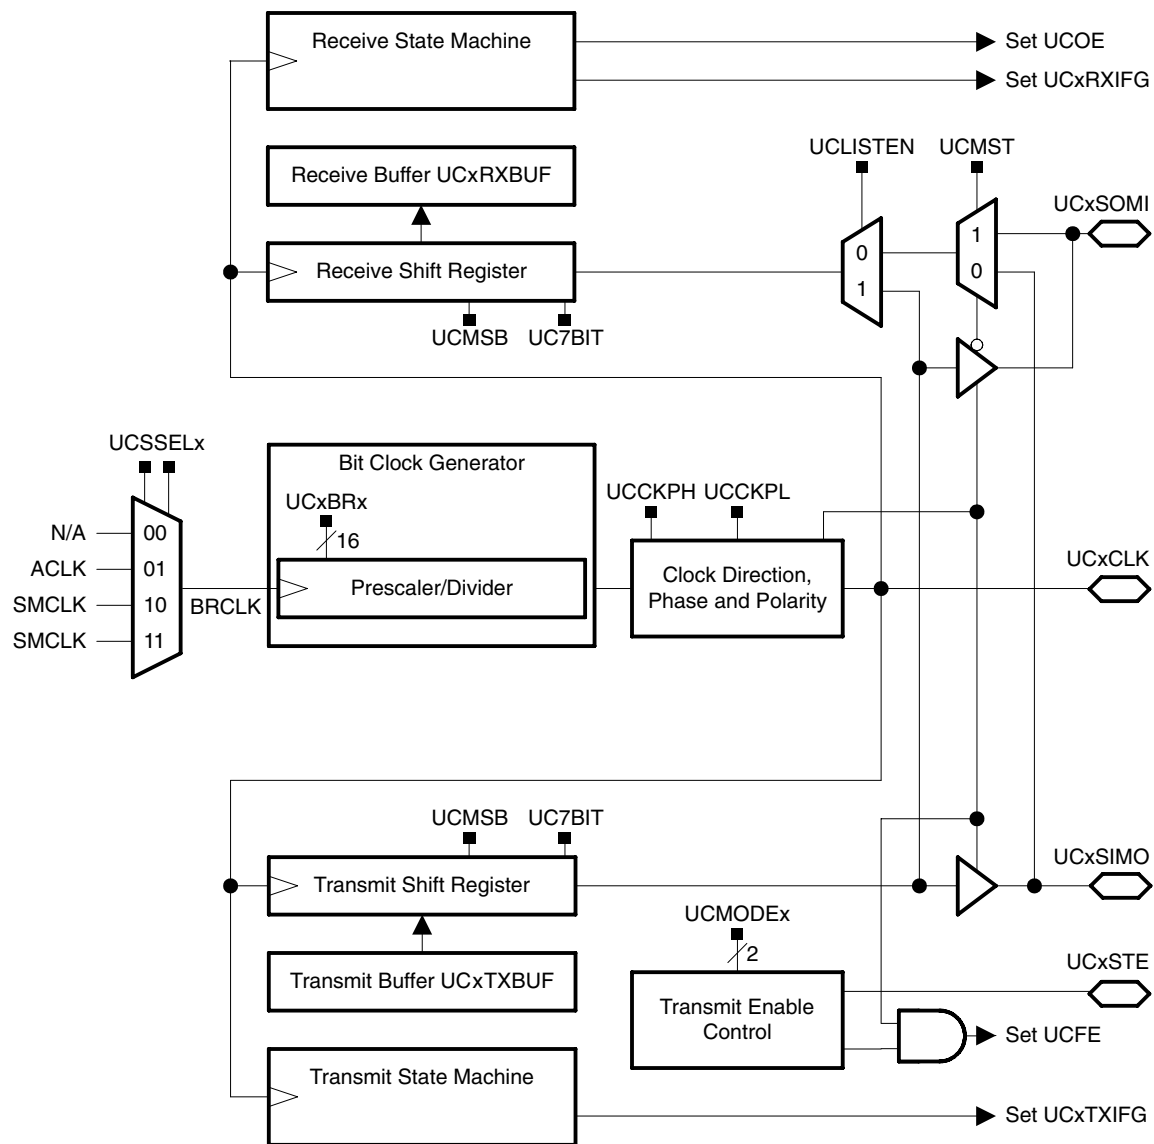 Receive State Machine
Set UCOE
Set UCxRXIFG
UCLISTEN
UCMST
Receive Buffer UCxRXBUF
UCxSOMI
1
0
0
1
Receive Shift Register
UCMSB
UC7BIT
UCSSELx
Bit Clock Generator
UCxBRx
16
UCCKPH
UCCKPL
N/A
00
ACLK
01
SMCLK
10
SMCLK
11
BRCLK
Prescaler/Divider
Clock Direction,
Phase and Polarity
UCxCLK
UCMSB
UC7BIT
Transmit Shift Register
UCxSIMO
UCMODEx
2
Transmit Buffer UCxTXBUF
UCxSTE
Transmit Enable
Control
Set UCFE
Transmit State Machine
Set UCxTXIFG